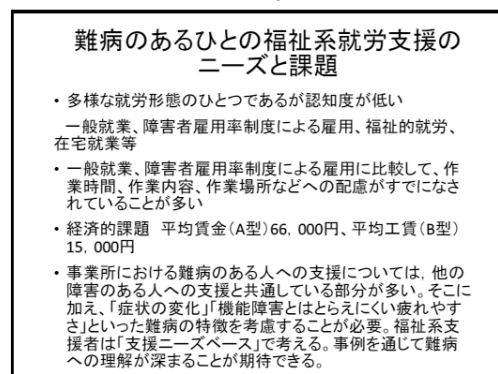 難病のあるひとの福祉系就労支援の
ニーズと課題
• 多様な就労形態のひとつであるが認知度が低い
一般就業、障害者雇用率制度による雇用、福祉的就労、
在宅就業等
• 一般就業、障害者雇用率制度による雇用に比較して、作
業時間、作業内容、作業場所などへの配慮がすでになさ
れていることが多い
• 経済的課題 平均賃金(A型)66,000円、平均工賃(B型)
15,000円
• 事業所における難病のある人への支援については,他の
障害のある人への支援と共通している部分が多い。そこに
加え、「症状の変化」「機能障害とはとらえにくい疲れやす
さ」といった難病の特徴を考慮することが必要。福祉系支
援者は「支援ニーズベース」で考える。事例を通じて難病
への理解が深まることが期待できる。